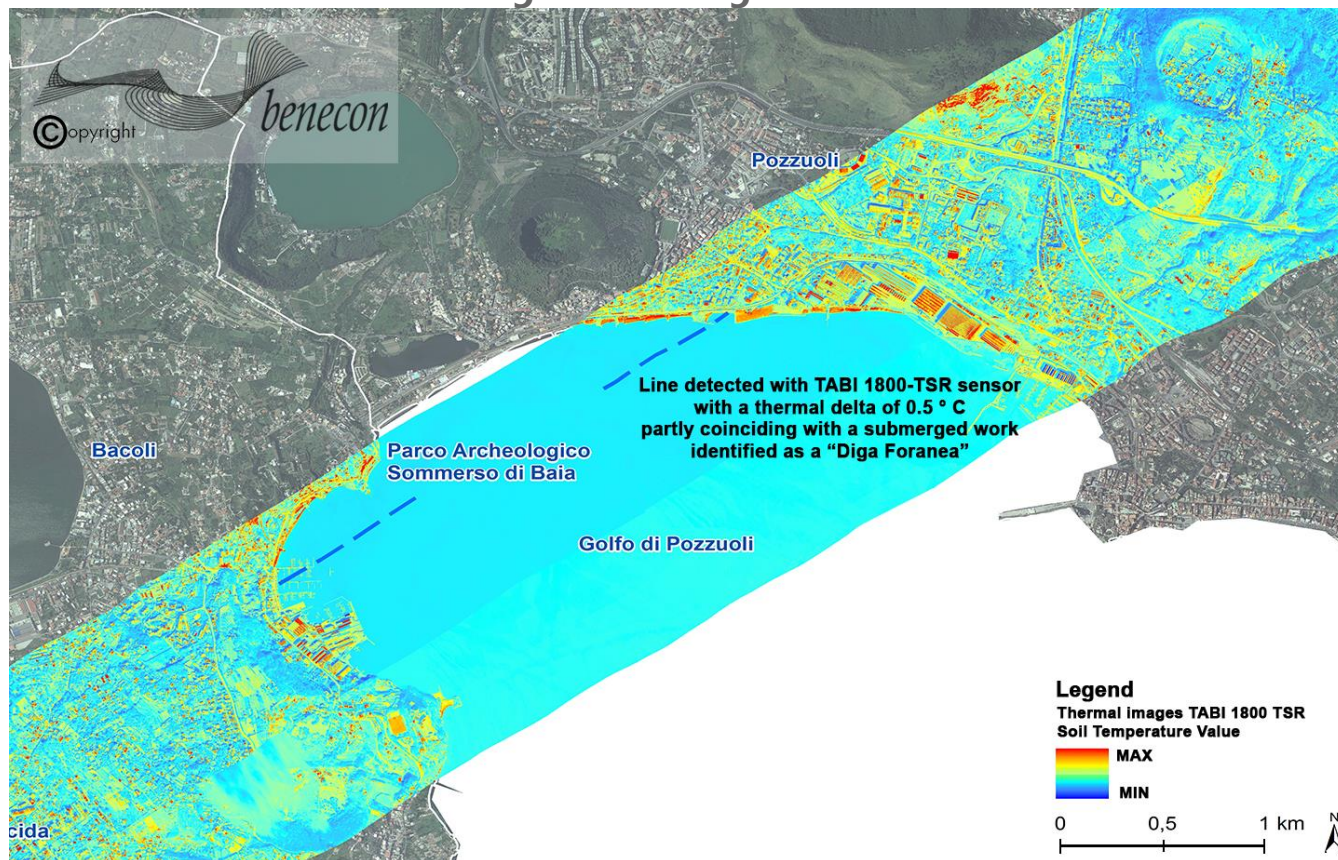 ©opyright
benecon
Pozzuoli
Line detected with TABI 1800-TSR sensor
with a thermal delta of 0.5 ° C
partly coinciding with a submerged work
identified as a “Diga Foranea”
Bacoli
Parco Archeologico
Sommerso di Baia
Golfo di Pozzuoli
cida
Legend
Thermal images TABI 1800 TSR
Soil Temperature Value
MAX
MIN
0 0,5 1 km
N